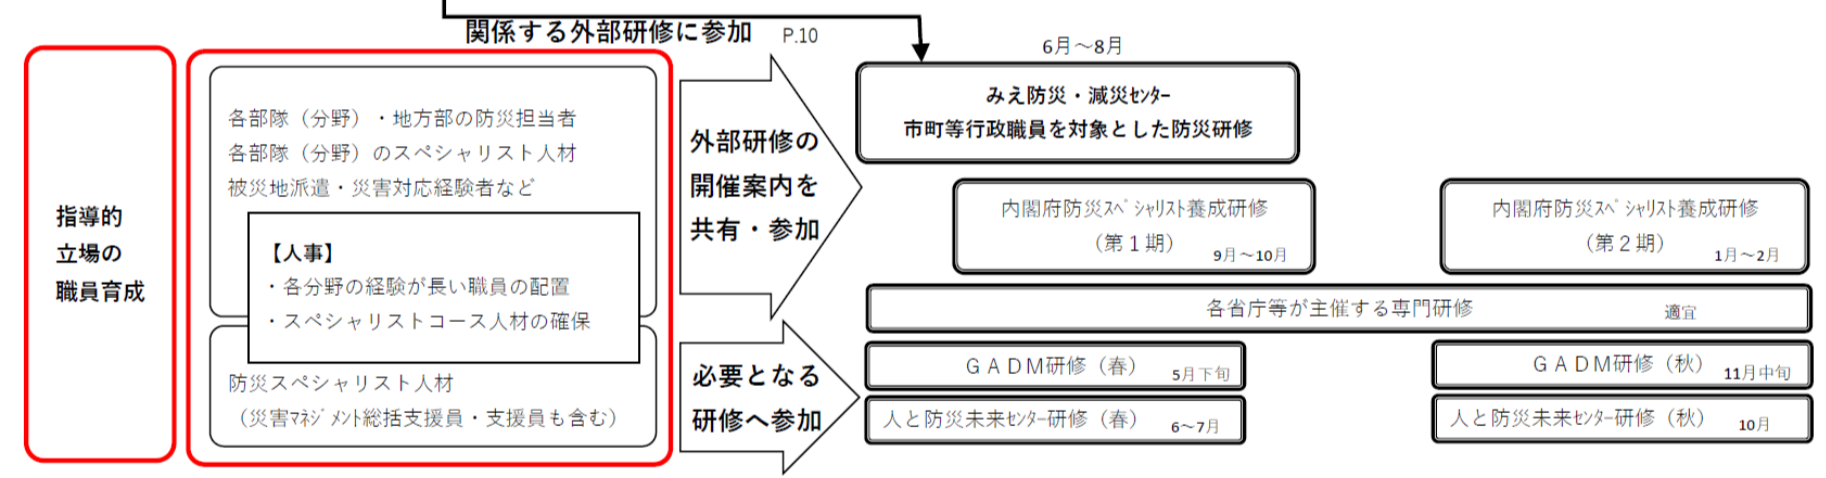 関係する外部研修に参加 P.10
指導的
立場の
職員育成
各部隊（分野）・地方部の防災担当者
各部隊（分野）のスペシャリスト人材
被災地派遣・災害対応経験者など
【人事】
・各分野の経験が長い職員の配置
・スペシャリストコース人材の確保
防災スペシャリスト人材
（災害ﾏﾈｼﾞﾒﾝﾄ総括支援員・支援員も含む）
外部研修の
開催案内を
共有・参加
必要となる
研修へ参加
6月～8月
みえ防災・減災ｾﾝﾀｰ
市町等行政職員を対象とした防災研修
内閣府防災ｽﾍﾟｼｬﾘｽﾄ養成研修
（第１期） 9月～10月
内閣府防災ｽﾍﾟｼｬﾘｽﾄ養成研修
（第２期） 1月～2月
各省庁等が主催する専門研修 適宜
ＧＡＤＭ研修（春） 5月下旬
ＧＡＤＭ研修（秋） 11月中旬
人と防災未来ｾﾝﾀｰ研修（春） 6～7月
人と防災未来ｾﾝﾀｰ研修（秋） 10月